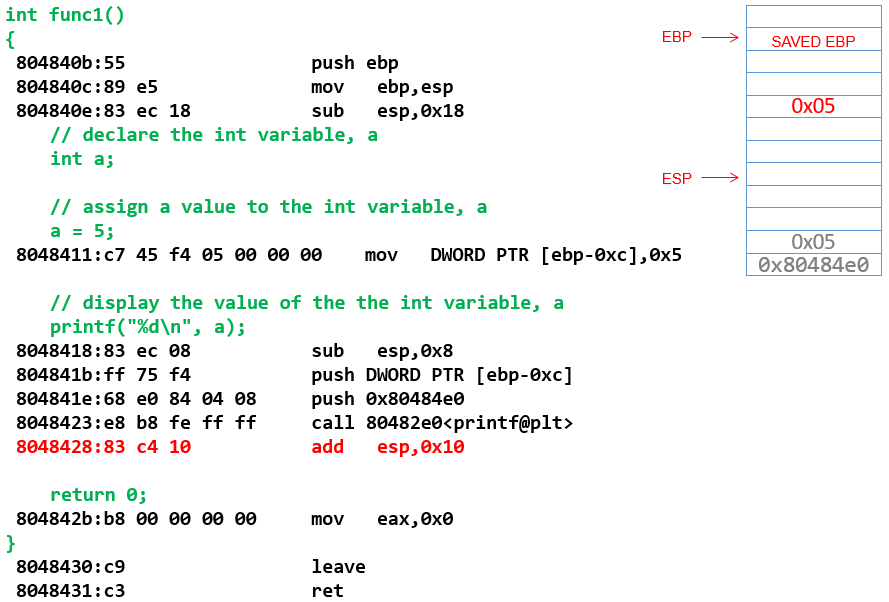 int func1()
{
804840b:55 push ebp
804840c:89 e5 mov ebp,esp
804840e:83 ec 18 sub esp,0x18
// declare the int variable, a
int a;
// assign a value to the int variable, a
a = 5;
8048411:c7 45 f4 05 00 00 00 mov DWORD PTR [ebp-0xc],0x5
// display the value of the the int variable, a
printf("%d\n", a);
8048418:83 ec 08 sub esp,0x8
804841b:ff 75 f4 push DWORD PTR [ebp-0xc]
804841e:68 e0 84 04 08 push 0x80484e0
8048423:e8 b8 fe ff ff call 80482e0<printf@plt>
8048428:83 c4 10 add esp,0x10
return 0;
804842b:b8 00 00 00 00 mov eax,0x0
}
8048430:c9 leave
8048431:c3 ret
EBP
SAVED EBP
0x05
ESP
0x05
0x80484e0